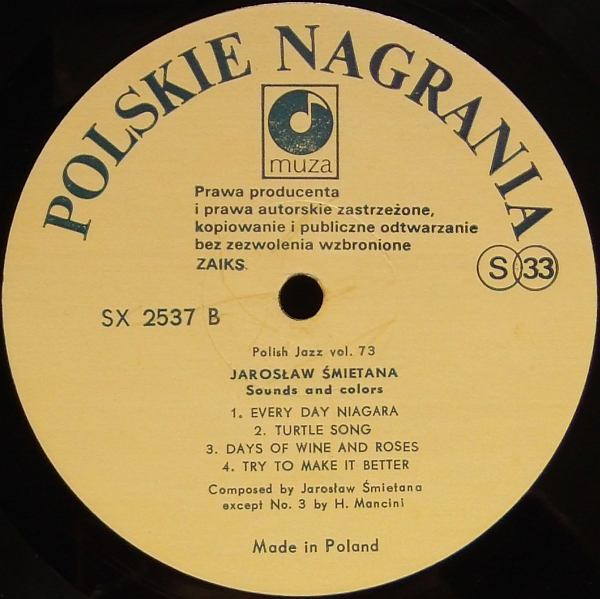 POLSKIE NAGRANIA
muza
Prawa producenta
i prawa autorskie zastrzeżone,
kopiowanie i publiczne odtwarzanie
bez zezwolenia wzbronione
ZAIKS.
S 33
SX 2537 B
Polish Jazz vol. 73
JAROSŁAW ŚMIETANA
Sounds and colors
1. EVERY DAY NIAGARA
2. TURTLE SONG
3. DAYS OF WINE AND ROSES
4. TRY TO MAKE IT BETTER
Composed by Jarosław Śmietana
except No. 3 by H. Mancini
Made in Poland